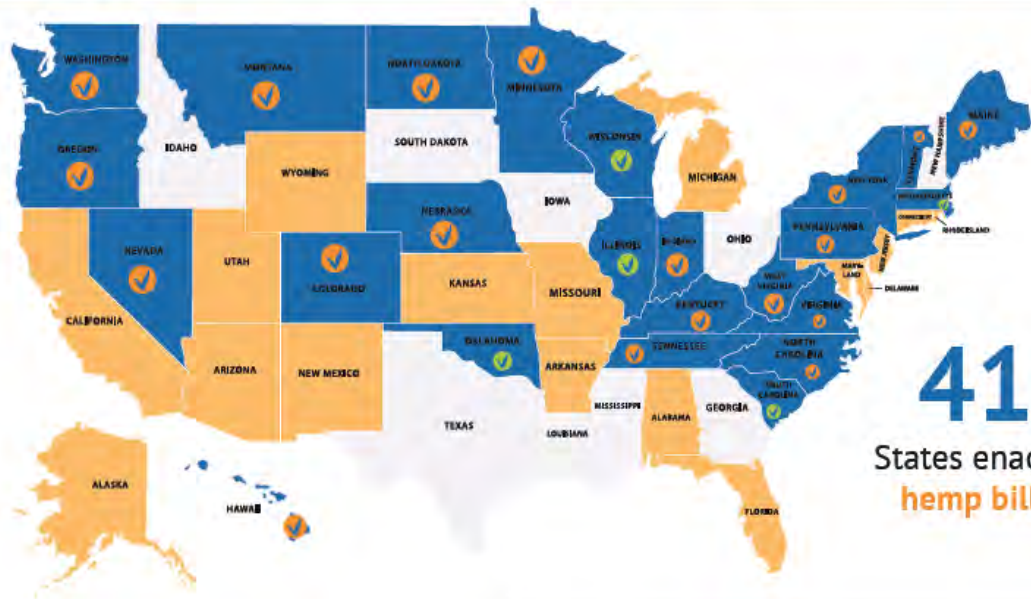 WASHINGTON
MONTANA
NORTH DAKOTA
MINNESOTA
MAINE
OREGON
IDAHO
SOUTH DAKOTA
WISCONSIN
VERMONT
NEW HAMPSHIRE
WYOMING
MICHIGAN
NEW YORK
MASSACHUSETTS
CONNECTICUT
RHODE ISLAND
IOWA
NEBRASKA
PENNSYLVANIA
NEW JERSEY
NEVADA
UTAH
COLORADO
ILLINOIS
INDIANA
OHIO
MARY-
LAND
DELAWARE
KANSAS
MISSOURI
WEST
VIRGINIA
VIRGINIA
CALIFORNIA
KENTUCKY
OKLAHOMA
TENNESSEE
NORTH
CAROLINA
ARIZONA
NEW MEXICO
ARKANSAS
SOUTH
CAROLINA
MISSISSIPPI
ALABAMA
GEORGIA
TEXAS
LOUISIANA
ALASKA
HAWAII
FLORIDA
41
States enac
hemp bil